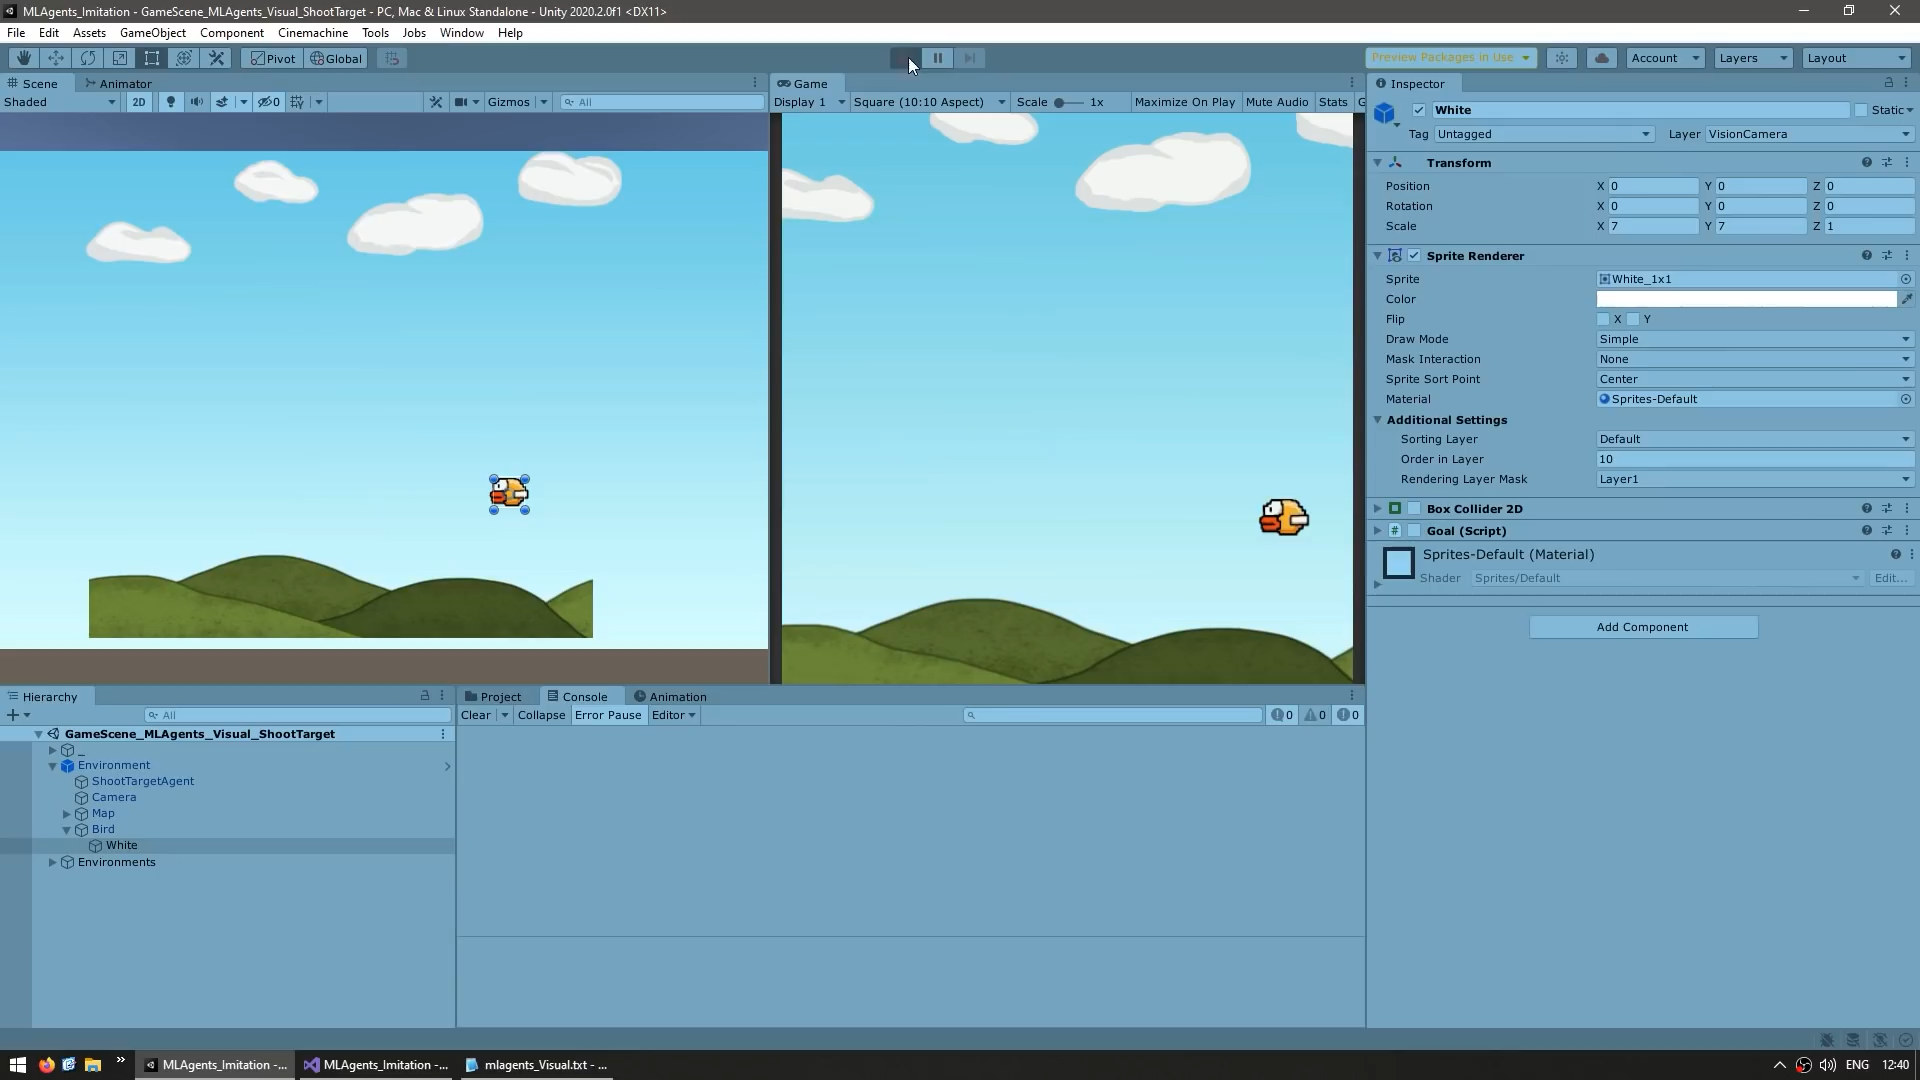 MLAgents_Imitation - GameScene_MLAgents_Visual_ShootTarget - PC, Mac & Linux Standalone - Unity 2020.2.0f1 <DX11>
File Edit Assets GameObject Component Cinemachine Tools Jobs Window Help
Pivot Global Preview Packages in Use Account Layers Layout
Scene Animator Game Inspector
Shaded 2D 0 Gizmos All Display 1 Square (10:10 Aspect) Scale 1x Maximize On Play Mute Audio Stats G
White Static
Tag Untagged Layer VisionCamera
Transform
Position X 0 Y 0 Z 0
Rotation X 0 Y 0 Z 0
Scale X 7 Y 7 Z 1
Sprite Renderer
Sprite White_1x1
Color
Flip X Y
Draw Mode Simple
Mask Interaction None
Sprite Sort Point Center
Material Sprites-Default
Additional Settings
Sorting Layer Default
Order in Layer 10
Rendering Layer Mask Layer1
Box Collider 2D
# Goal (Script)
Sprites-Default (Material)
Shader Sprites/Default Edit...
Add Component
Hierarchy Project Console Animation
All Clear Collapse Error Pause Editor 0 0 0
GameScene_MLAgents_Visual_ShootTarget
_
Environment
ShootTargetAgent
Camera
Map
Bird
White
Environments
MLAgents_Imitation -... MLAgents_Imitation -... mlagents_Visual.txt - ... ENG 12:40